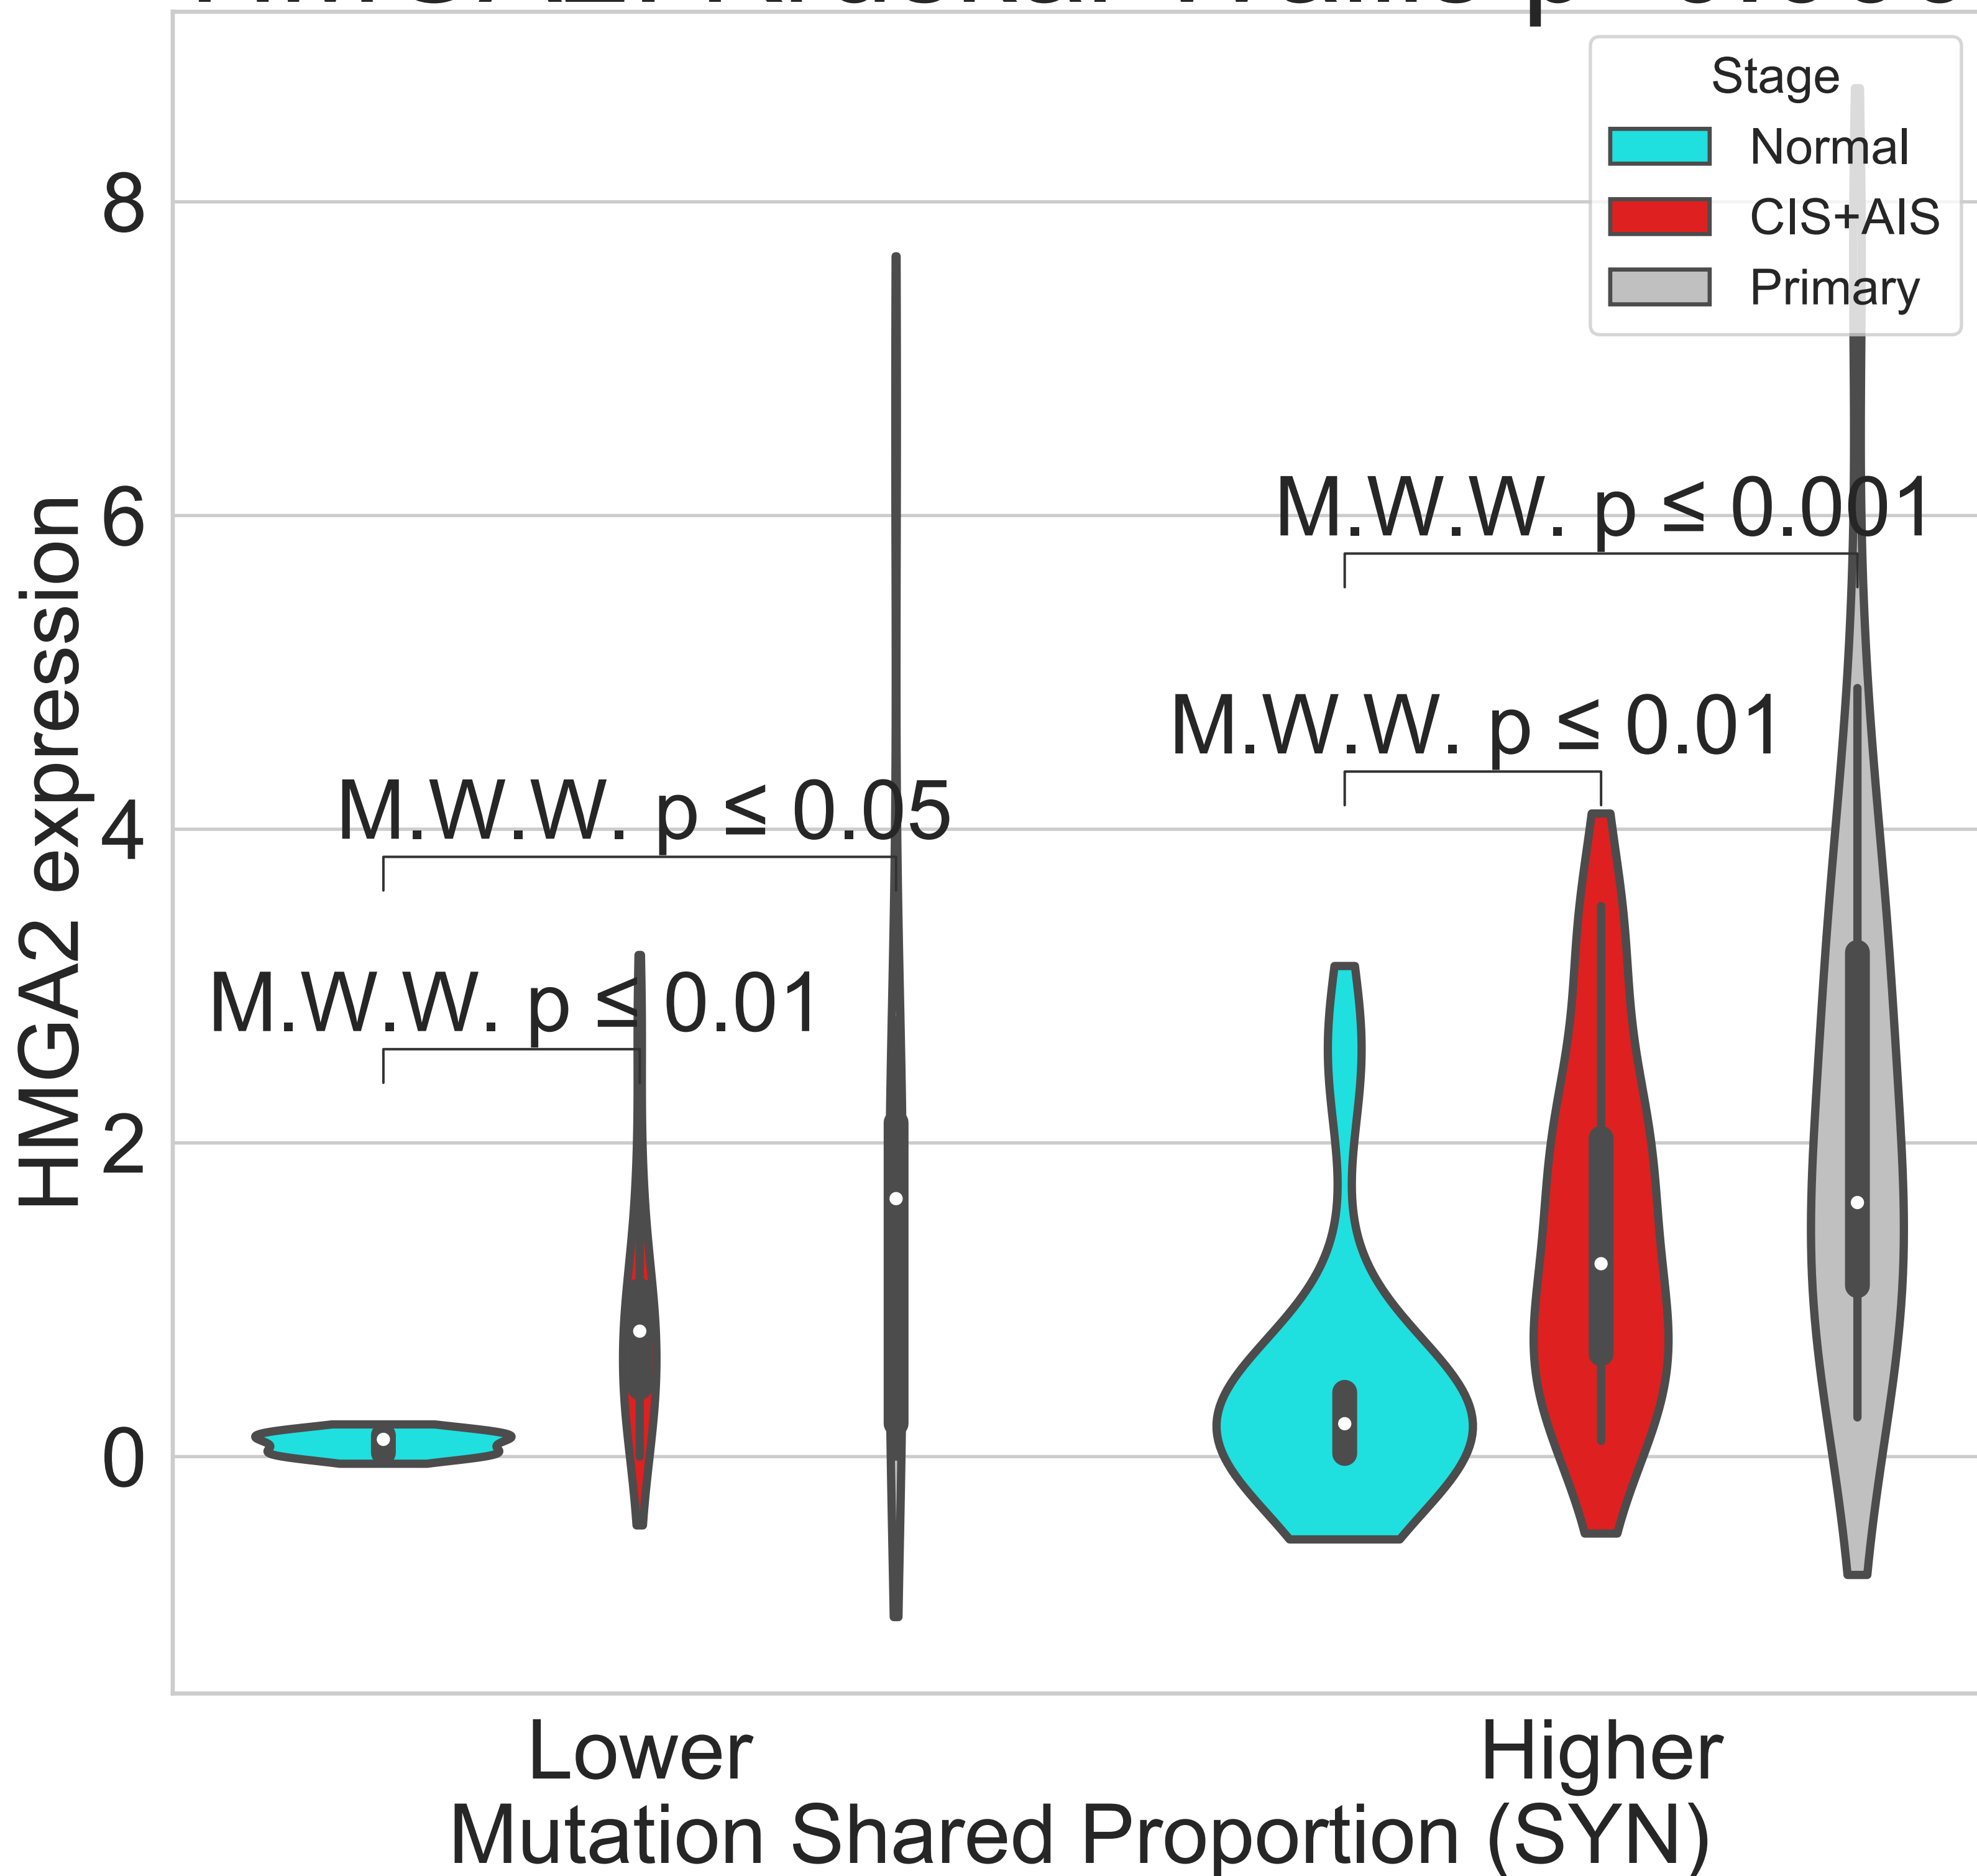 Stage
Normal
CIS+AIS
Primary
8
6
4
2
0
HMGA2 expression
M.W.W. p ≤ 0.001
M.W.W. p ≤ 0.01
M.W.W. p ≤ 0.05
M.W.W. p ≤ 0.01
Lower
Higher
Mutation Shared Proportion (SYN)